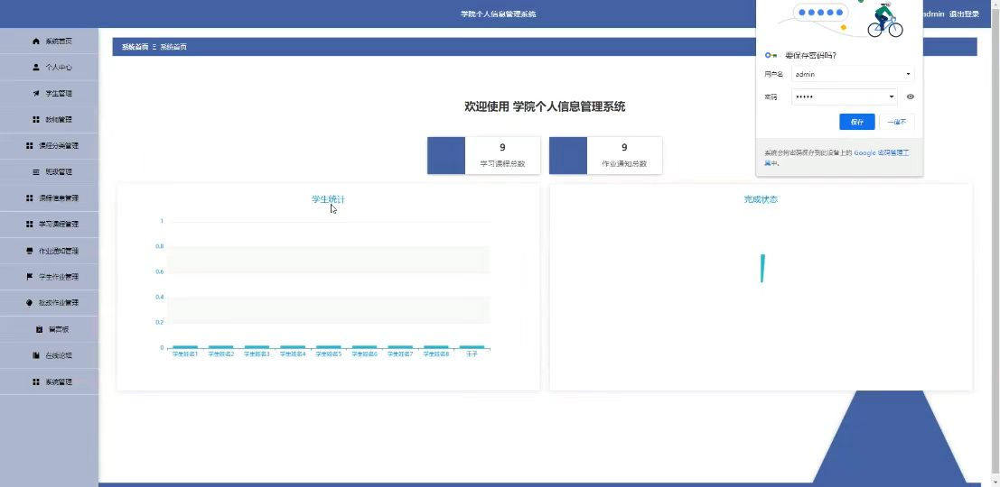 学院个人信息管理系统
admin 退出登录
系统首页
个人中心
学生管理
教师管理
课程分类管理
班级管理
课程信息管理
学习课程管理
作业通知管理
学生作业管理
批改作业管理
留言板
在线论坛
系统管理
系统首页 Ξ 系统首页
欢迎使用 学院个人信息管理系统
9
学习课程总数
9
作业通知总数
学生统计
1
0.8
0.6
0.4
0.2
0
学生姓名1 学生姓名2 学生姓名3 学生姓名4 学生姓名5 学生姓名6 学生姓名7 学生姓名8 王子
完成状态
要保存密码吗?
用户名 admin
密码 •••••
保存 一律不
系统会将密码保存到此设备上的 Google 密码管理工
具中。